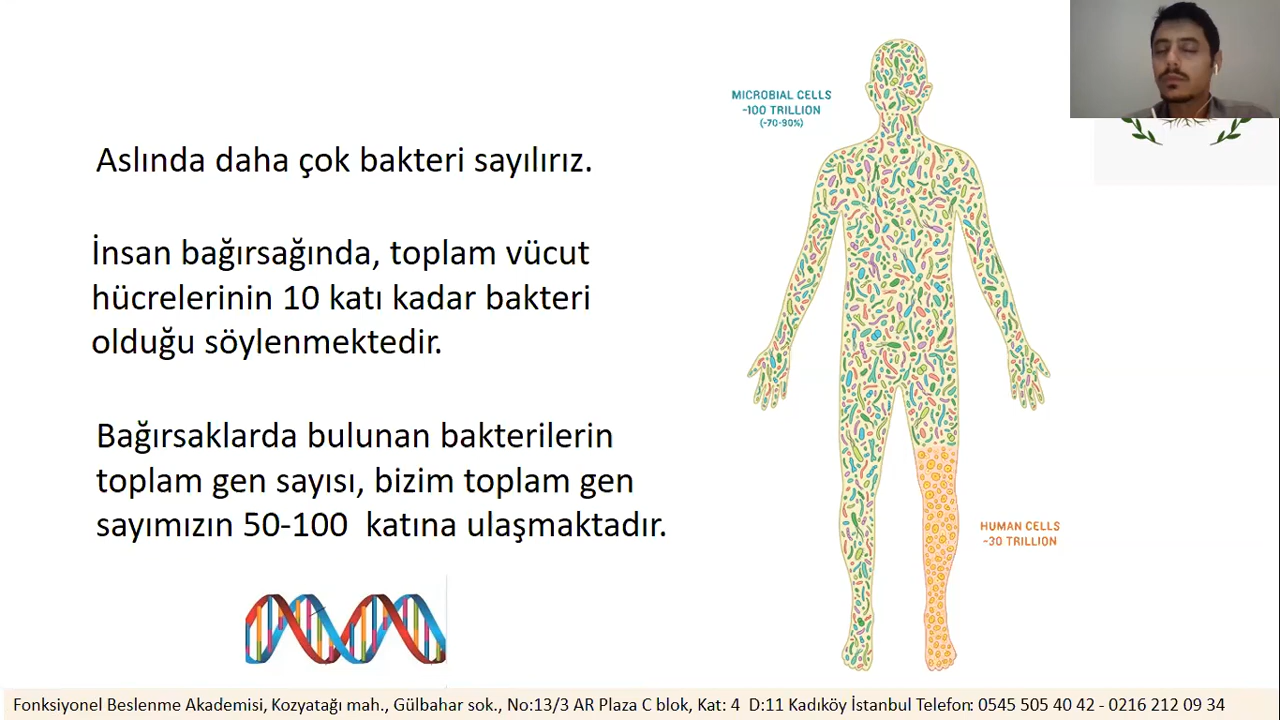 Aslında daha çok bakteri sayılırız.
İnsan bağırsağında, toplam vücut
hücrelerinin 10 katı kadar bakteri
olduğu söylenmektedir.
Bağırsaklarda bulunan bakterilerin
toplam gen sayısı, bizim toplam gen
sayımızın 50-100 katına ulaşmaktadır.
MICROBIAL CELLS
~100 TRILLION
(~70-90%)
HUMAN CELLS
~30 TRILLION
Fonksiyonel Beslenme Akademisi, Kozyatağı mah., Gülbahar sok., No:13/3 AR Plaza C blok, Kat: 4 D:11 Kadıköy İstanbul Telefon: 0545 505 40 42 - 0216 212 09 34